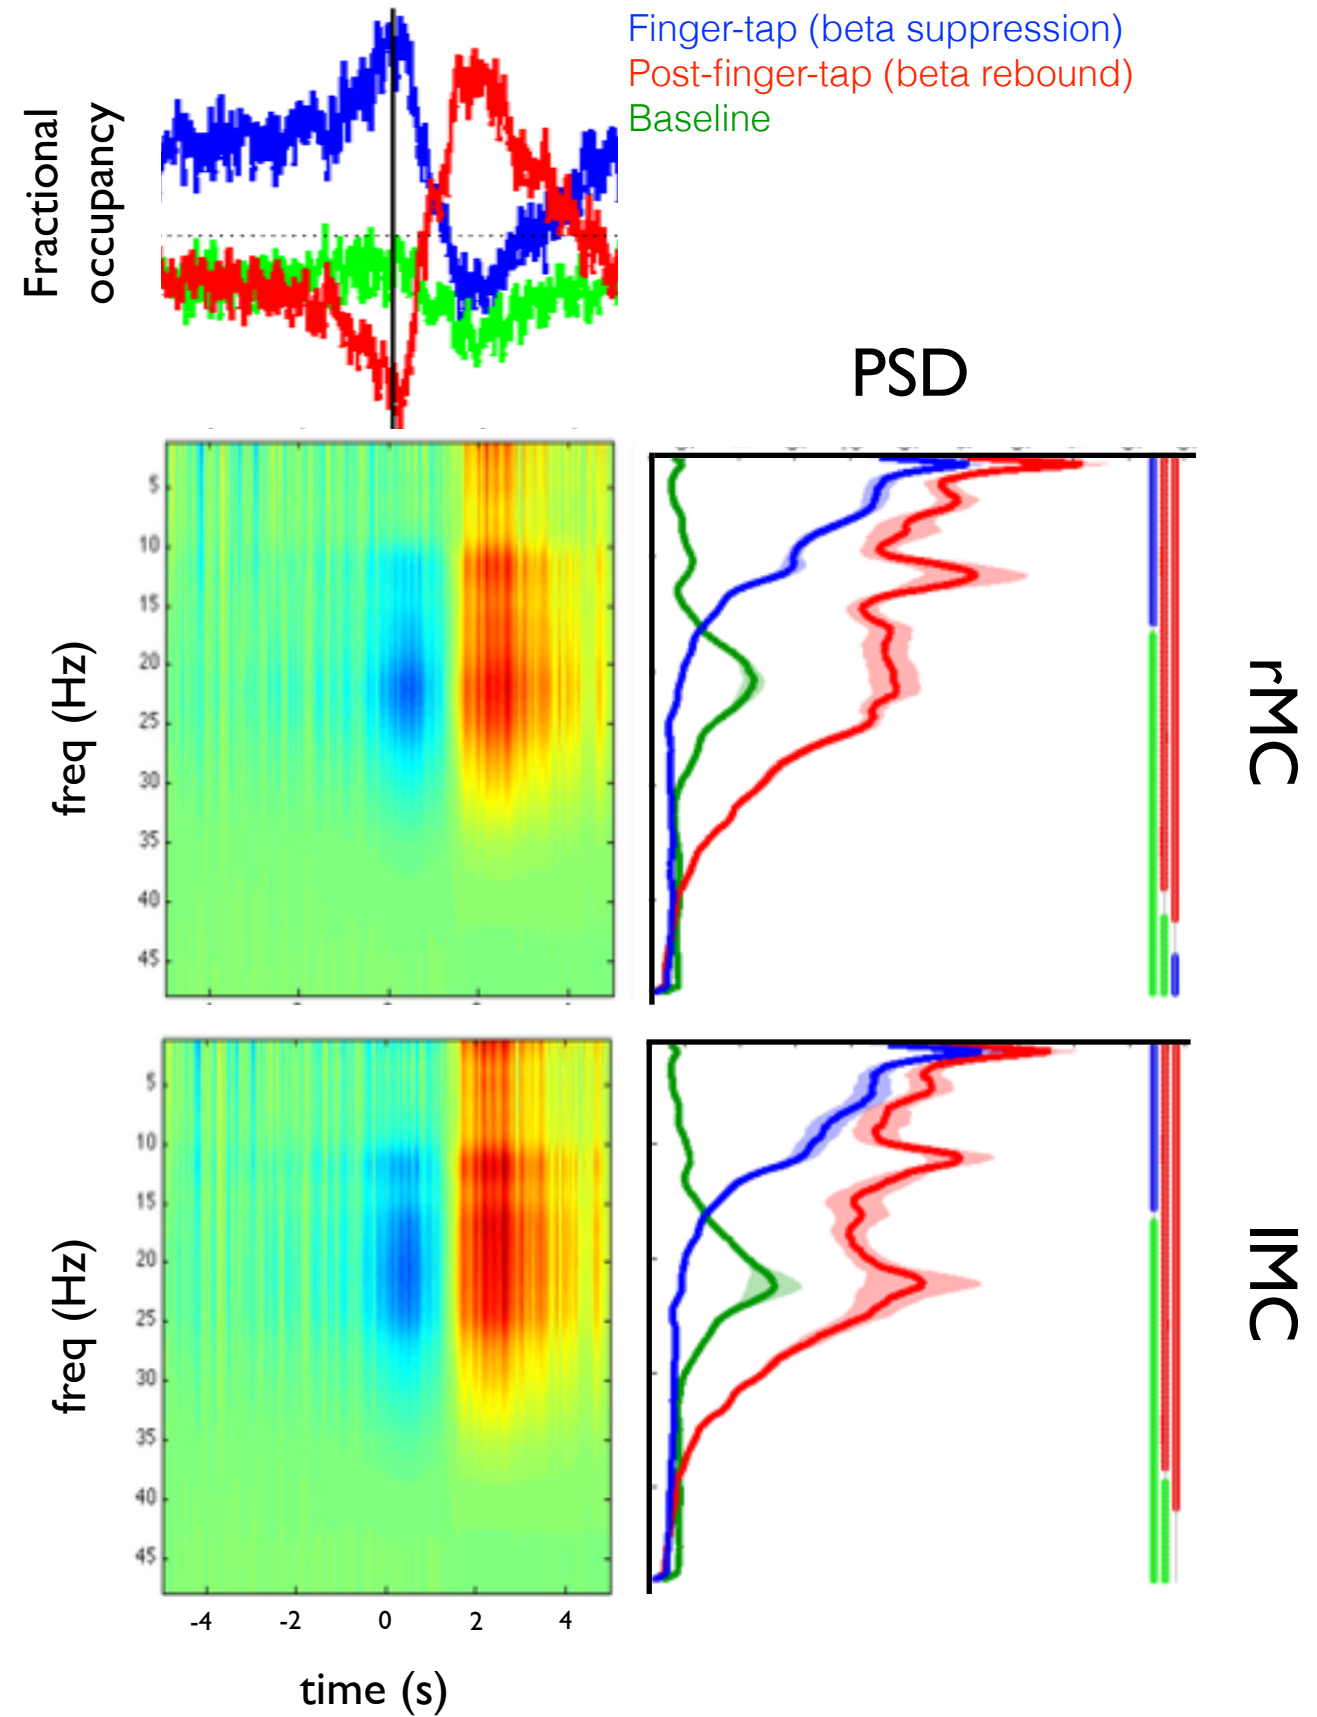 Finger-tap (beta suppression)
Post-finger-tap (beta rebound)
Baseline
Fractional
occupancy
PSD
5
10
15
20
25
30
35
40
45
freq (Hz)
rMC
5
10
15
20
25
30
35
40
45
freq (Hz)
lMC
-4
-2
0
2
4
time (s)